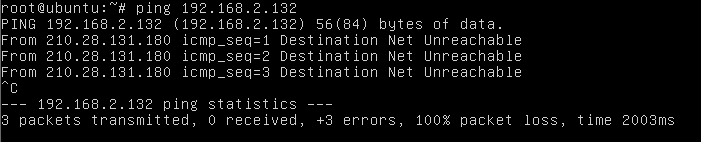 root@ubuntu:~# ping 192.168.2.132
PING 192.168.2.132 (192.168.2.132) 56(84) bytes of data.
From 210.28.131.180 icmp_seq=1 Destination Net Unreachable
From 210.28.131.180 icmp_seq=2 Destination Net Unreachable
From 210.28.131.180 icmp_seq=3 Destination Net Unreachable
^C
--- 192.168.2.132 ping statistics ---
3 packets transmitted, 0 received, +3 errors, 100% packet loss, time 2003ms